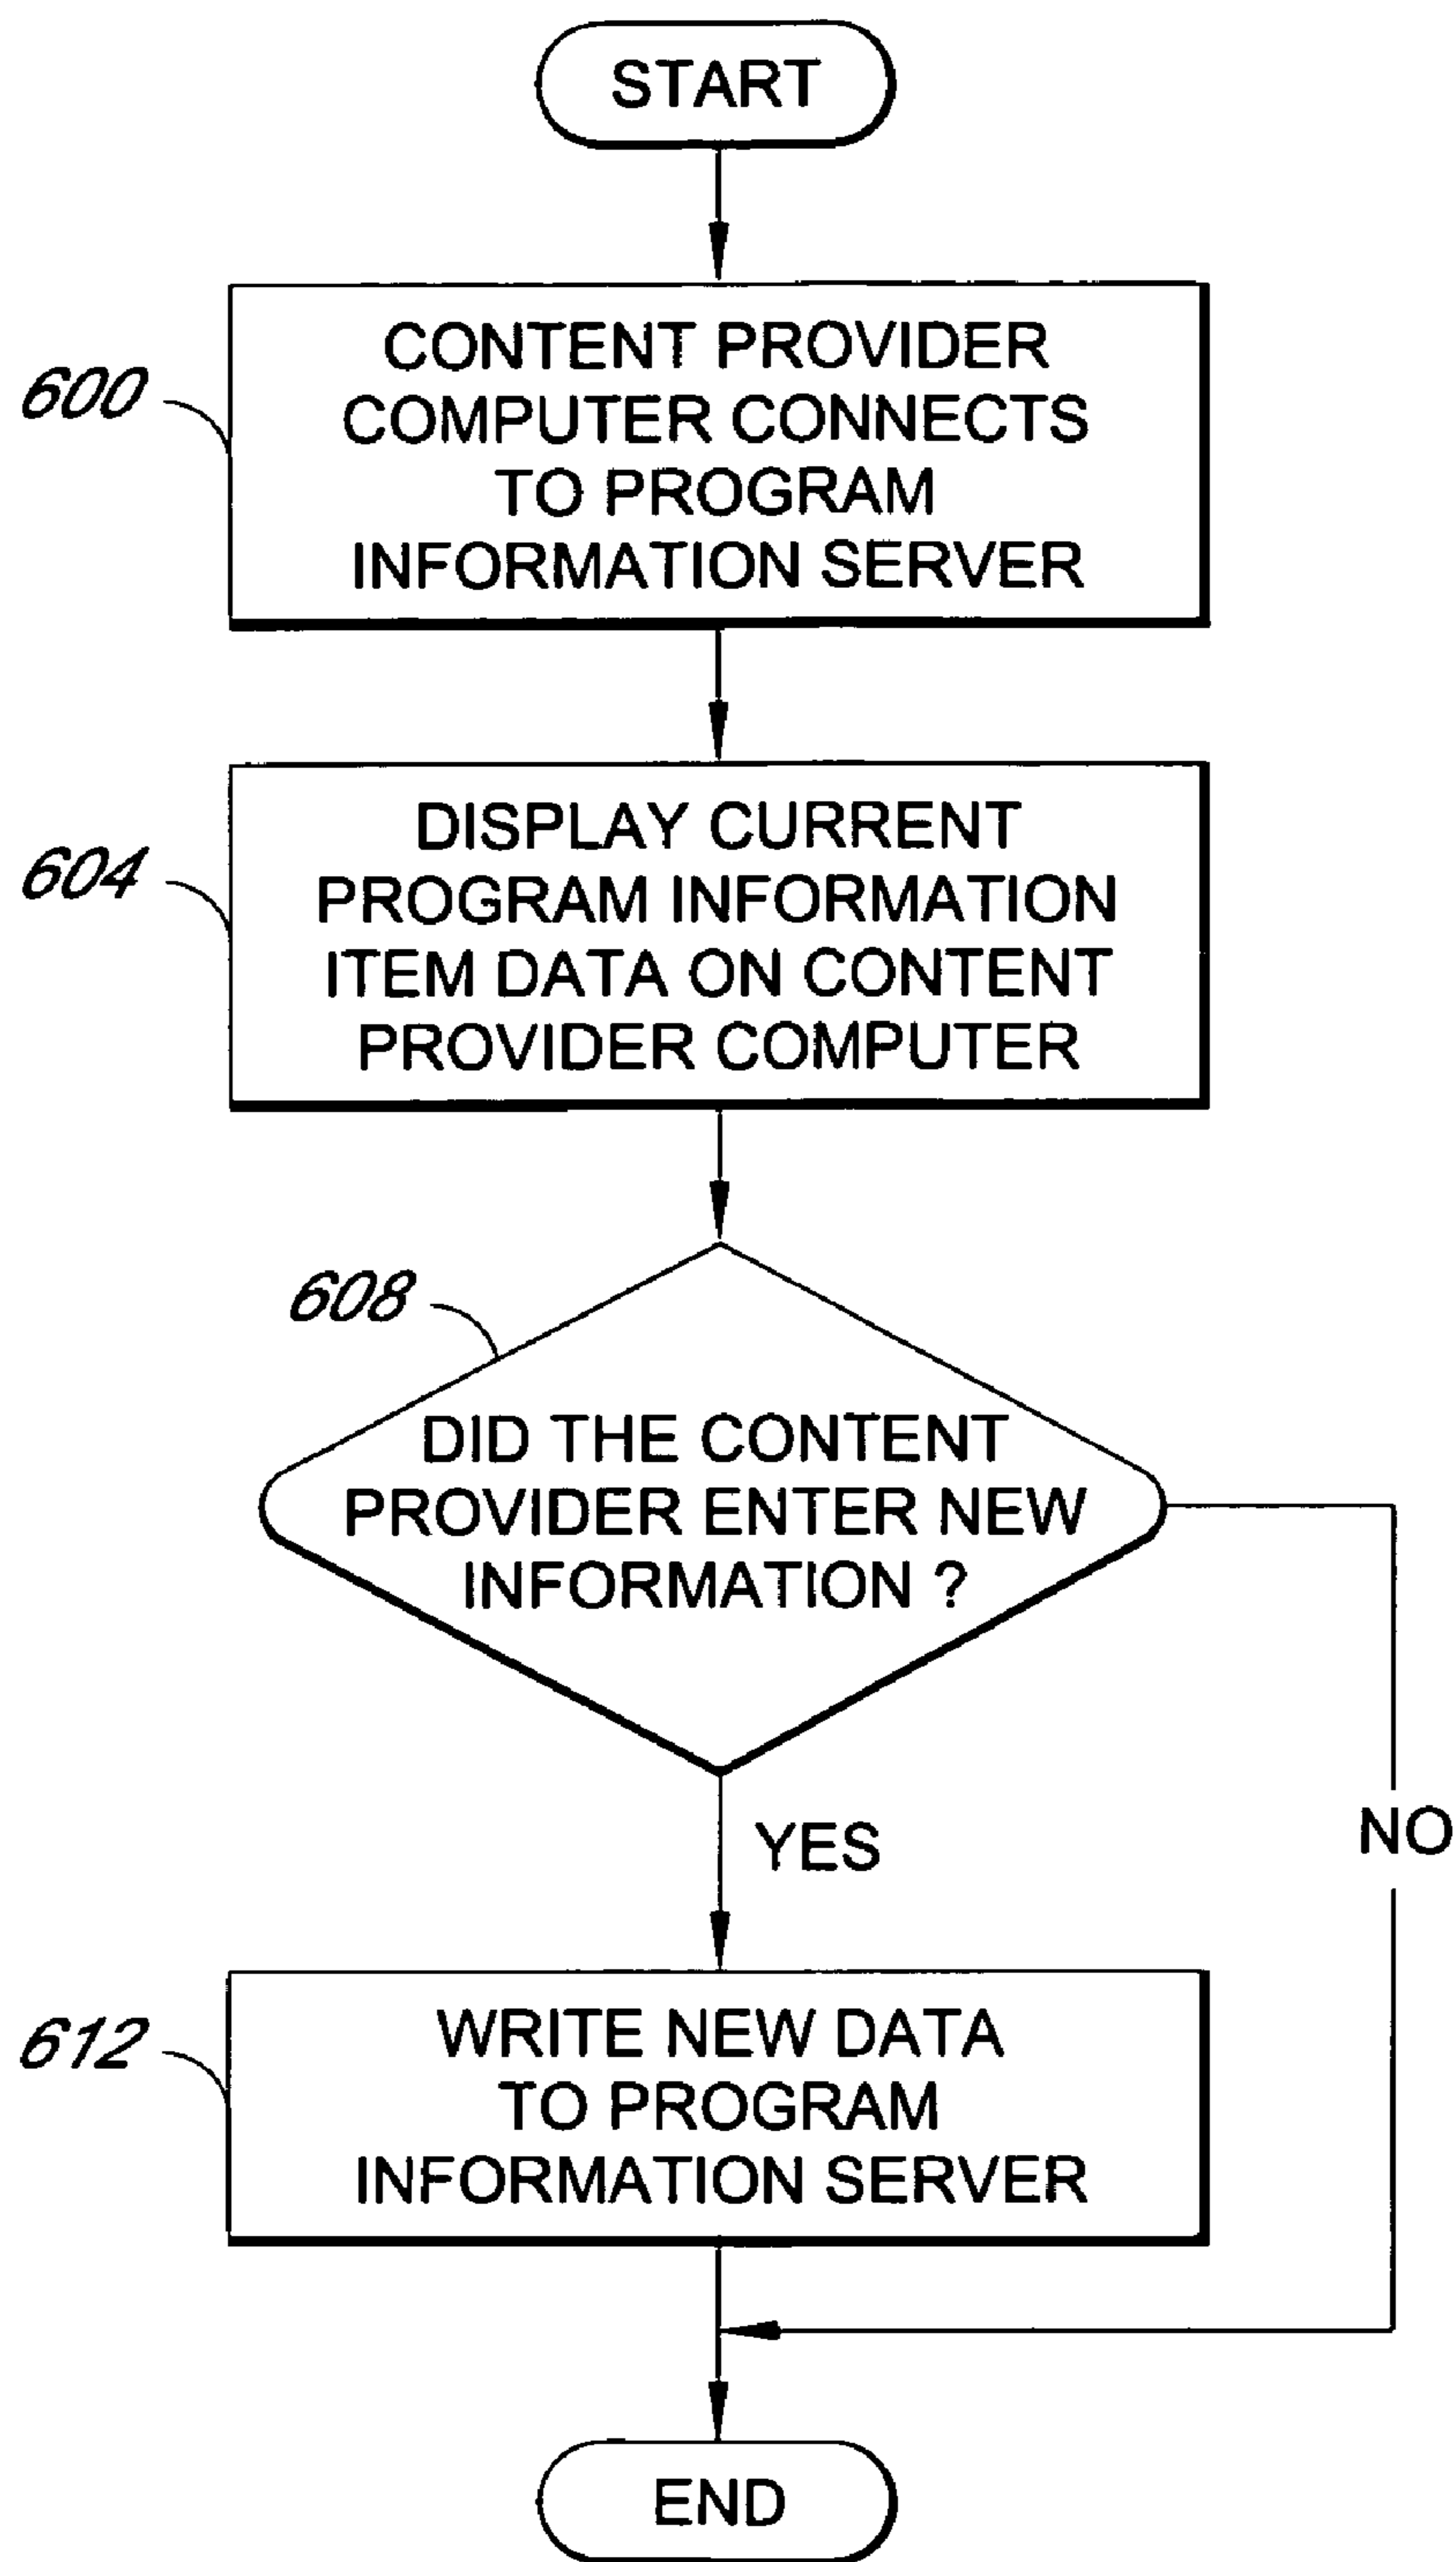 START
600
CONTENT PROVIDER
COMPUTER CONNECTS
TO PROGRAM
INFORMATION SERVER
604
DISPLAY CURRENT
PROGRAM INFORMATION
ITEM DATA ON CONTENT
PROVIDER COMPUTER
608
DID THE CONTENT
PROVIDER ENTER NEW
INFORMATION ?
YES
NO
612
WRITE NEW DATA
TO PROGRAM
INFORMATION SERVER
END